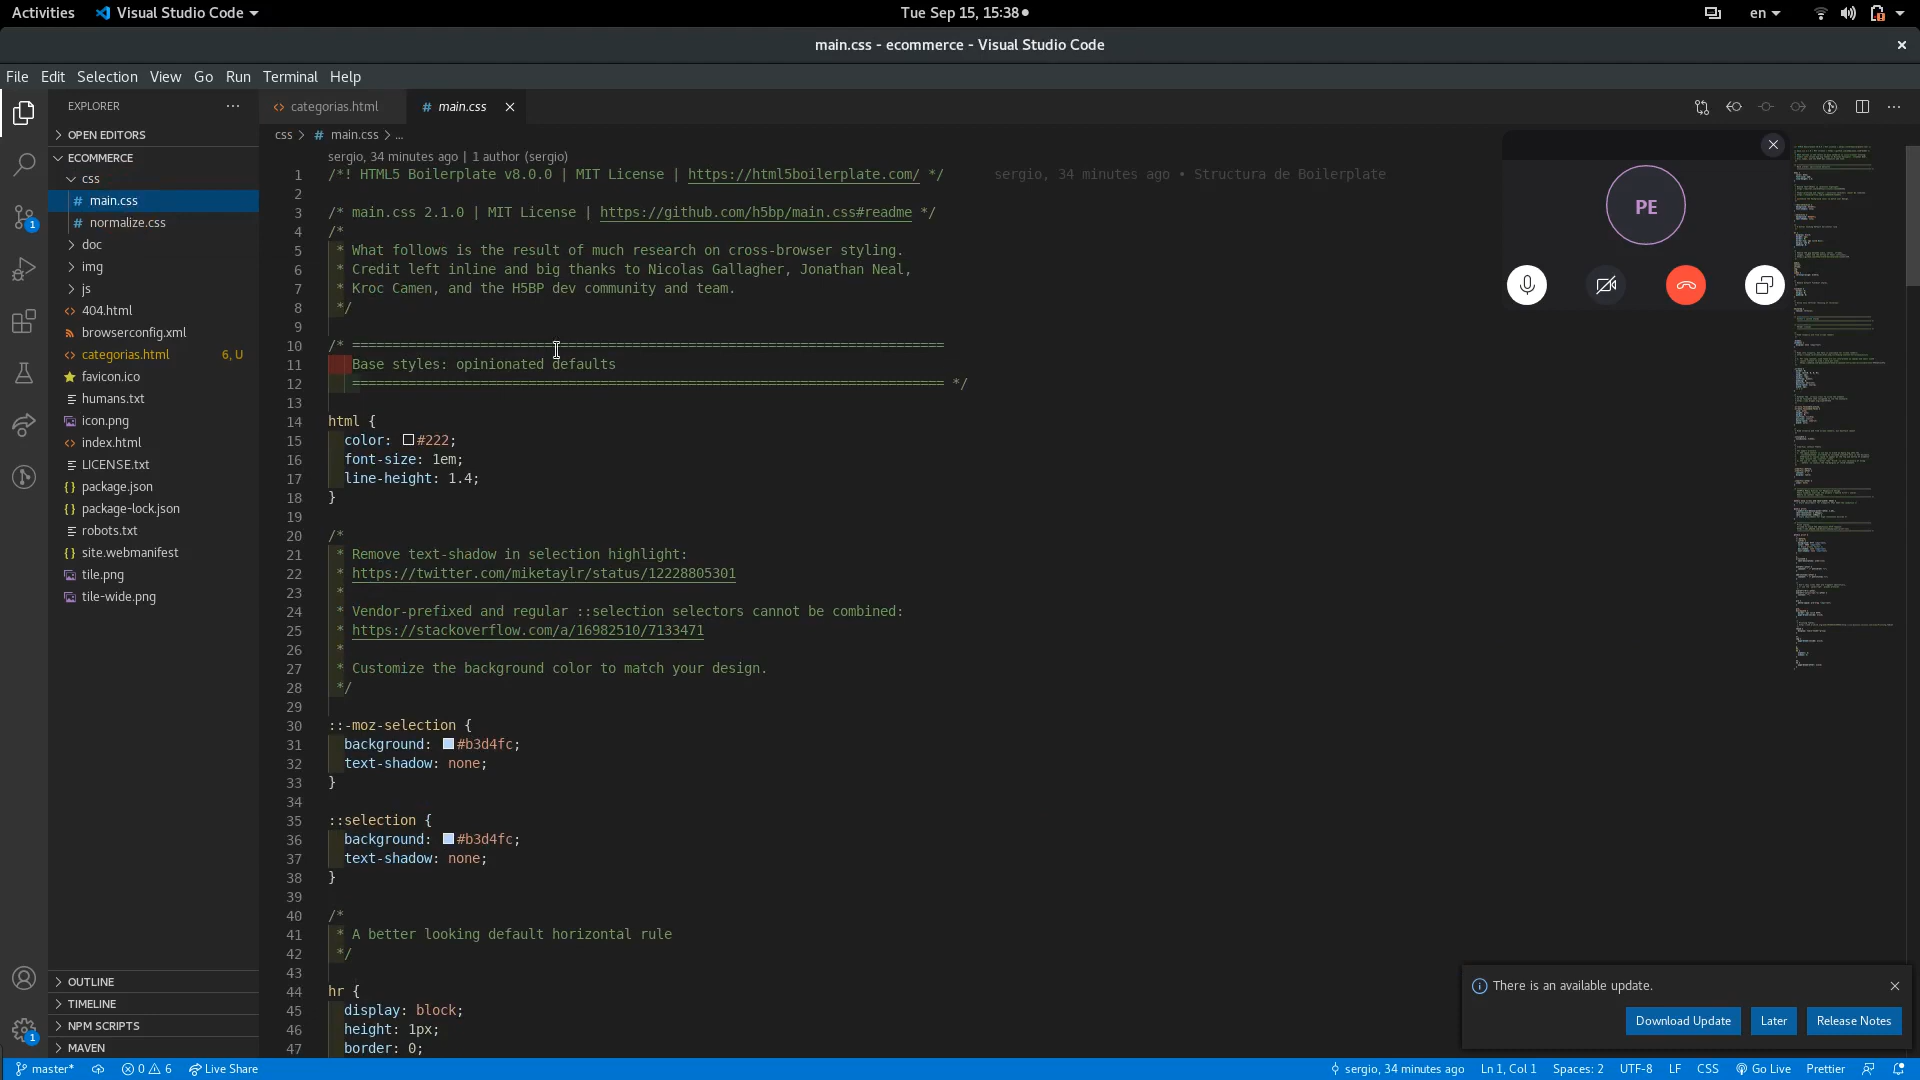 Activities
Visual Studio Code
Tue Sep 15, 15:38
en
main.css - ecommerce - Visual Studio Code
File Edit Selection View Go Run Terminal Help
EXPLORER
OPEN EDITORS
ECOMMERCE
css
main.css
normalize.css
doc
img
js
404.html
browserconfig.xml
categorias.html 6, U
favicon.ico
humans.txt
icon.png
index.html
LICENSE.txt
package.json
package-lock.json
robots.txt
site.webmanifest
tile.png
tile-wide.png
OUTLINE
TIMELINE
NPM SCRIPTS
MAVEN
1
1
categorias.html
main.css
css > # main.css > ...
sergio, 34 minutes ago | 1 author (sergio)
1 /*! HTML5 Boilerplate v8.0.0 | MIT License | https://html5boilerplate.com/ */ sergio, 34 minutes ago • Structura de Boilerplate
2
3 /* main.css 2.1.0 | MIT License | https://github.com/h5bp/main.css#readme */
4 /*
5 * What follows is the result of much research on cross-browser styling.
6 * Credit left inline and big thanks to Nicolas Gallagher, Jonathan Neal,
7 * Kroc Camen, and the H5BP dev community and team.
8 */
9
10 /* ==========================================================================
11 Base styles: opinionated defaults
12 ========================================================================== */
13
14 html {
15 color: #222;
16 font-size: 1em;
17 line-height: 1.4;
18 }
19
20 /*
21 * Remove text-shadow in selection highlight:
22 * https://twitter.com/miketaylr/status/12228805301
23 *
24 * Vendor-prefixed and regular ::selection selectors cannot be combined:
25 * https://stackoverflow.com/a/16982510/7133471
26 *
27 * Customize the background color to match your design.
28 */
29
30 ::-moz-selection {
31 background: #b3d4fc;
32 text-shadow: none;
33 }
34
35 ::selection {
36 background: #b3d4fc;
37 text-shadow: none;
38 }
39
40 /*
41 * A better looking default horizontal rule
42 */
43
44 hr {
45 display: block;
46 height: 1px;
47 border: 0;
PE
There is an available update.
Download Update
Later
Release Notes
master*
0 6
Live Share
sergio, 34 minutes ago
Ln 1, Col 1
Spaces: 2
UTF-8
LF
CSS
Go Live
Prettier